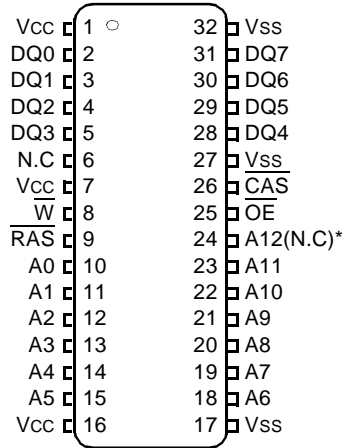 VCC 1 32 VSS
DQ0 2 31 DQ7
DQ1 3 30 DQ6
DQ2 4 29 DQ5
DQ3 5 28 DQ4
N.C 6 27 VSS
VCC 7 26 CAS
W 8 25 OE
RAS 9 24 A12(N.C)*
A0 10 23 A11
A1 11 22 A10
A2 12 21 A9
A3 13 20 A8
A4 14 19 A7
A5 15 18 A6
VCC 16 17 VSS